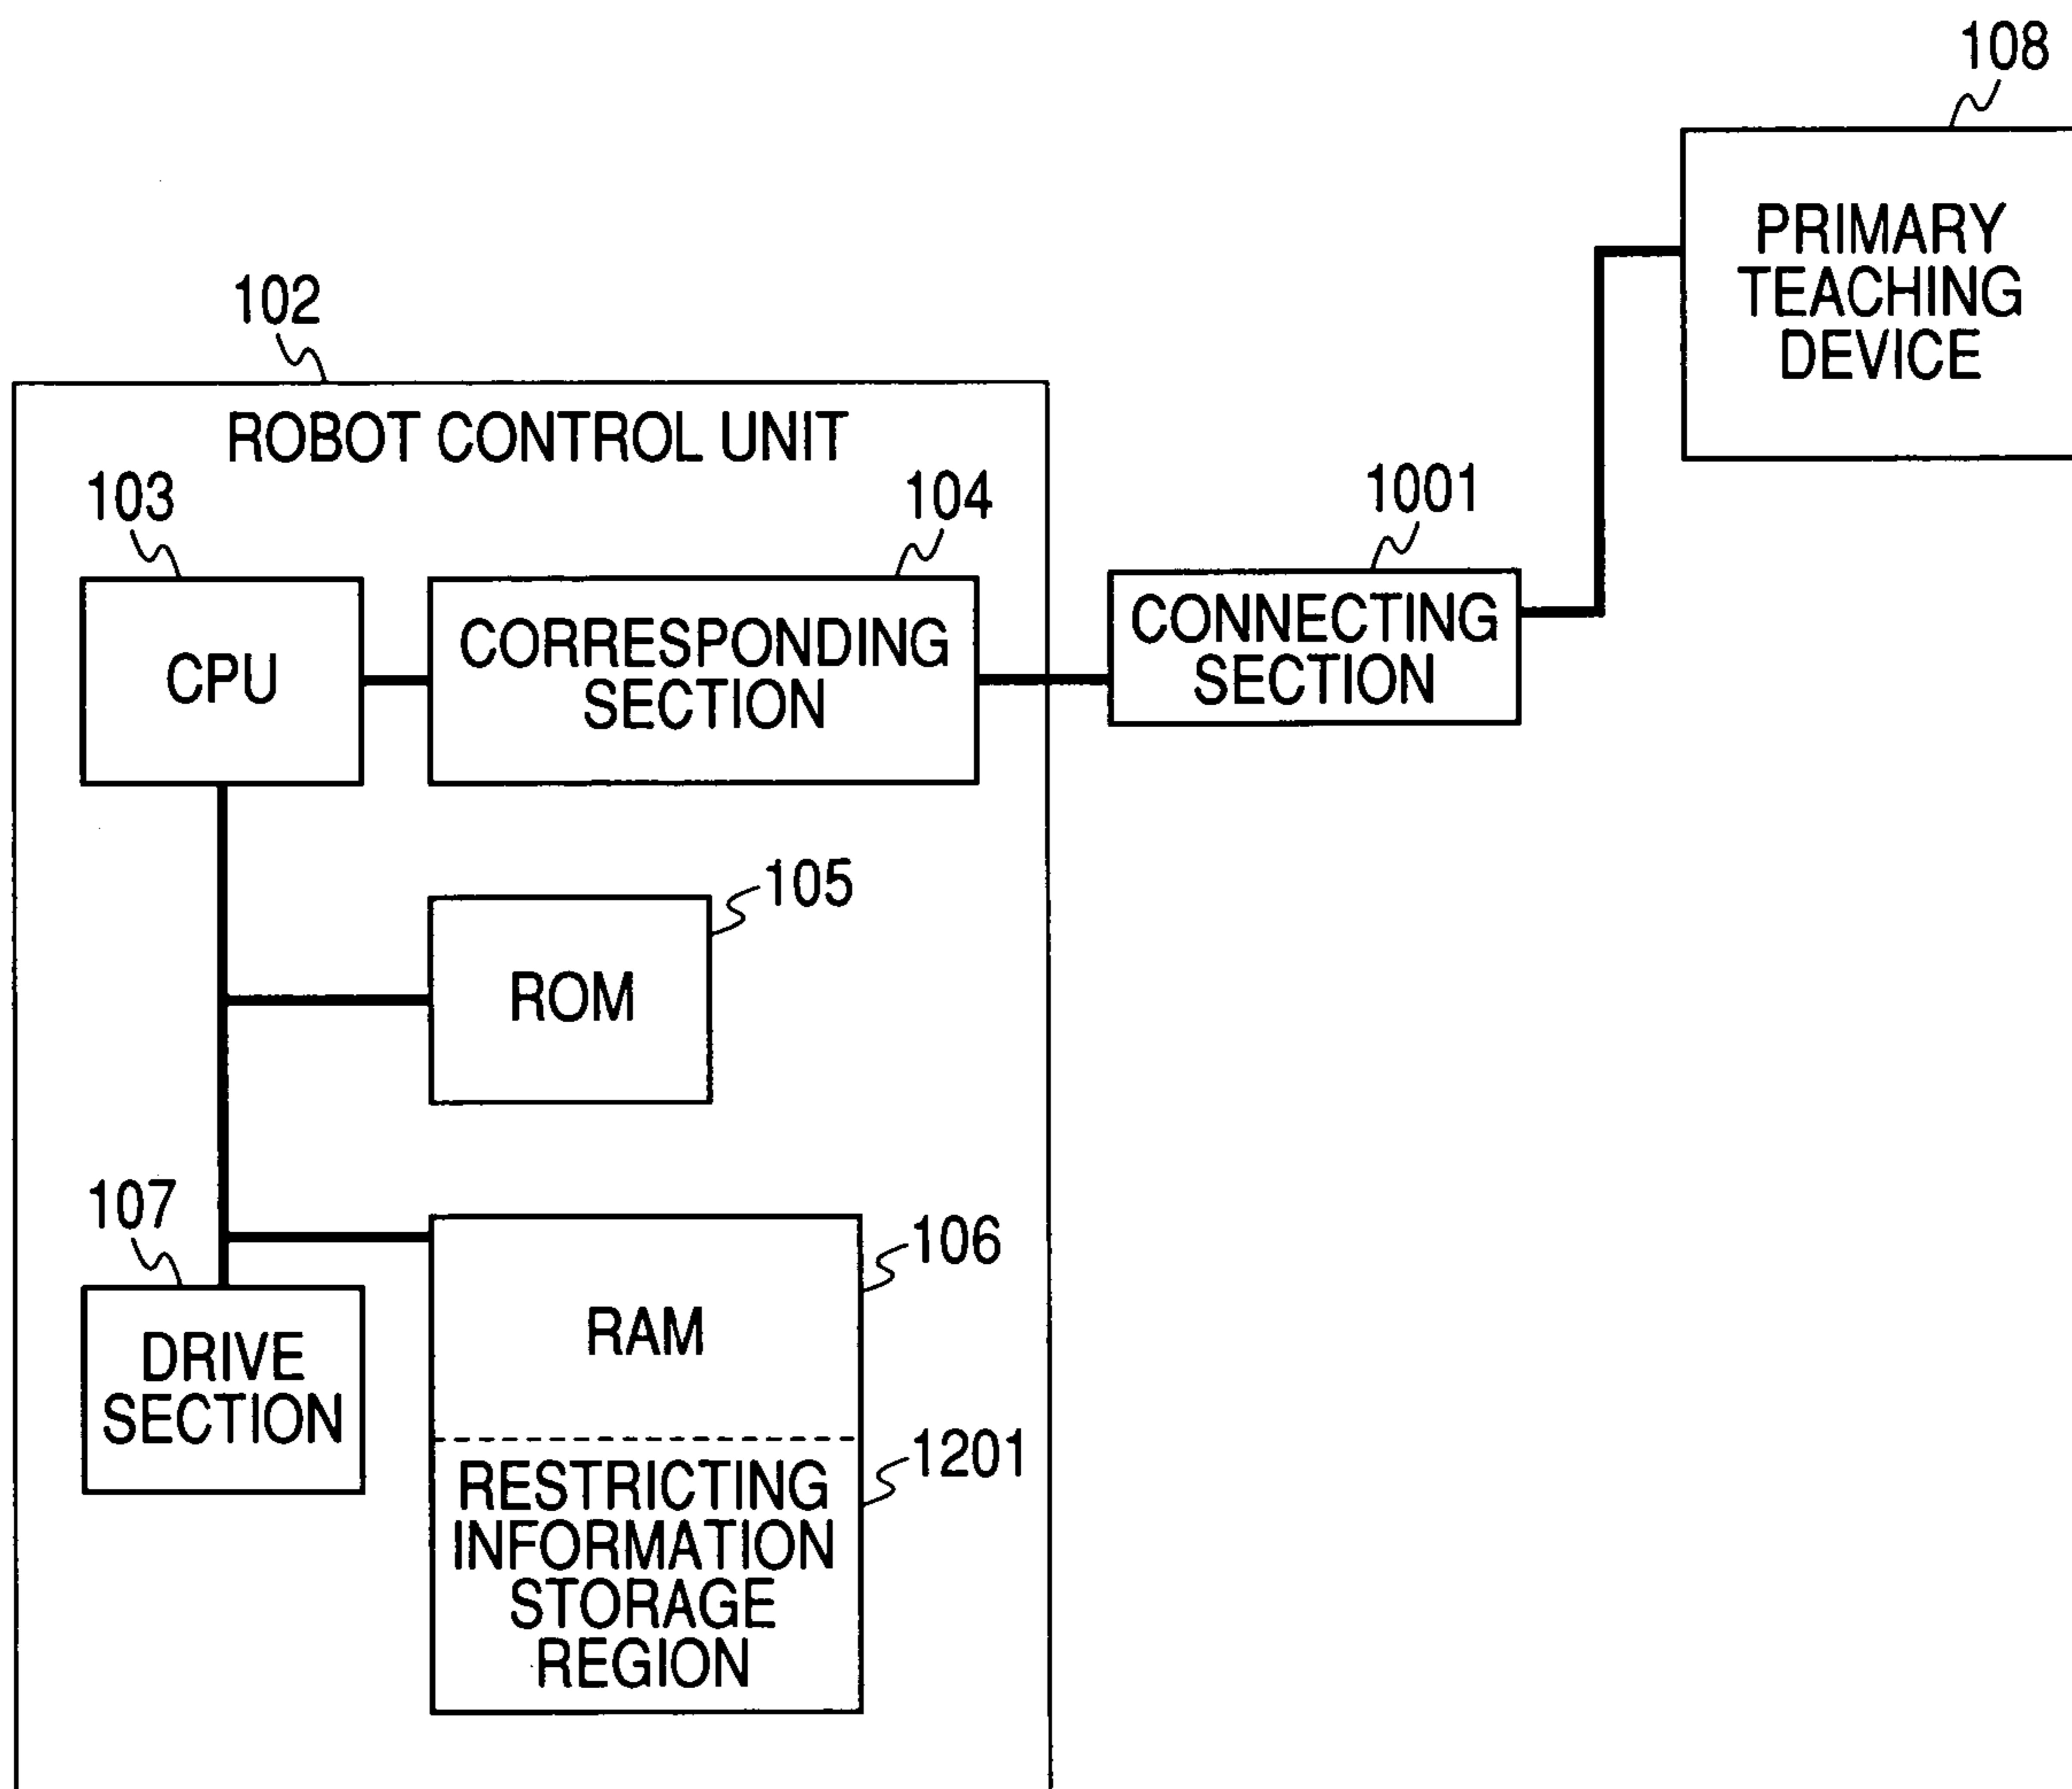 108
PRIMARY
TEACHING
DEVICE
102
ROBOT CONTROL UNIT
103
104
1001
CPU
CORRESPONDING
SECTION
CONNECTING
SECTION
105
ROM
107
106
DRIVE
SECTION
RAM
1201
RESTRICTING
INFORMATION
STORAGE
REGION